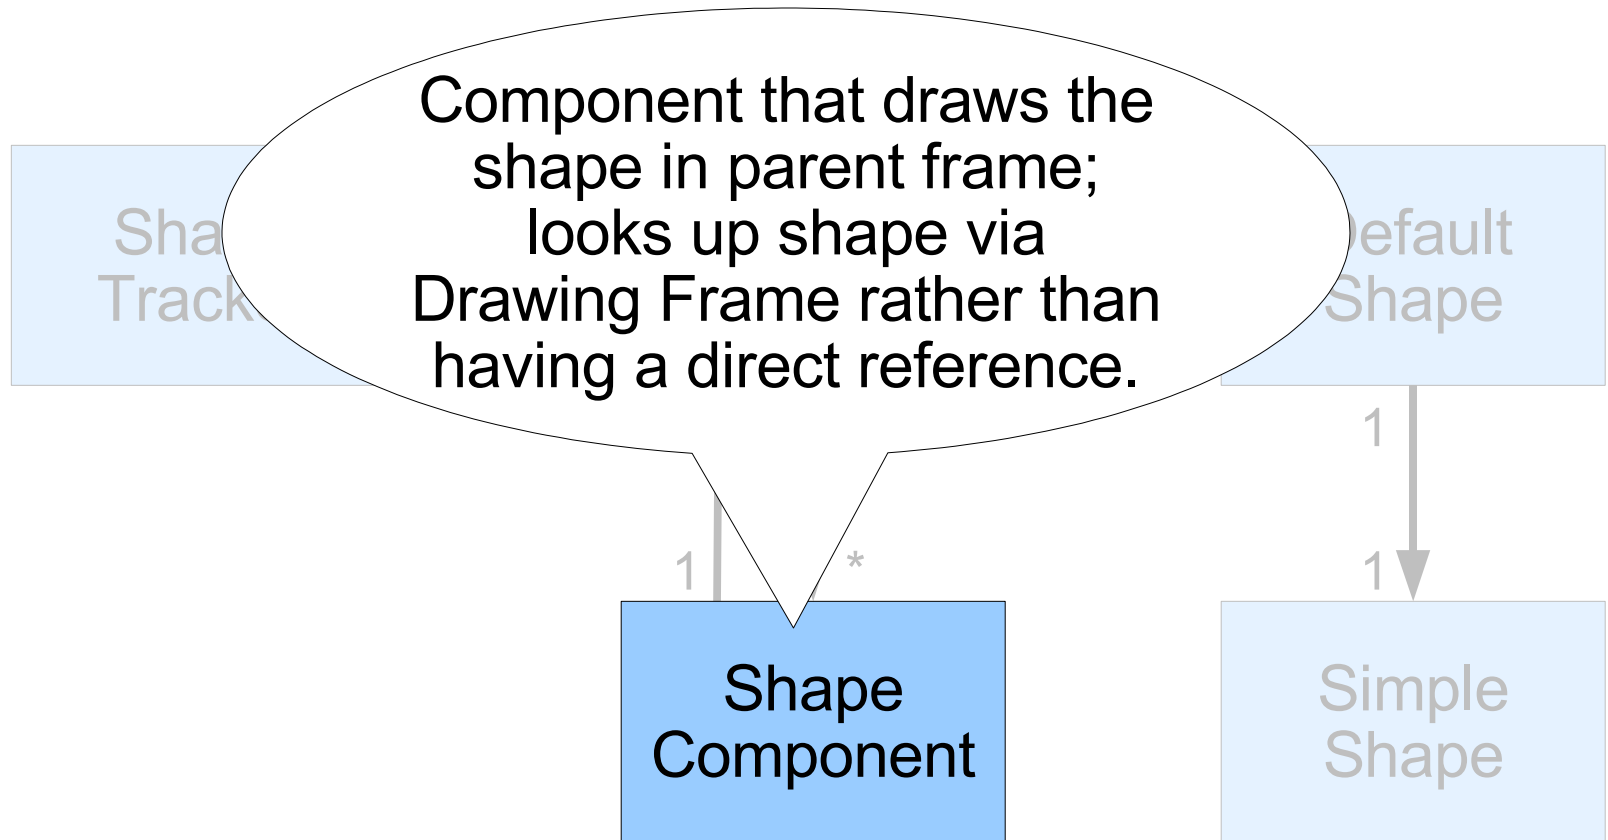 Component that draws the
shape in parent frame;
looks up shape via
Drawing Frame rather than
having a direct reference.
Shape
1
1
*
1
Shape
Component
Simple
Shape